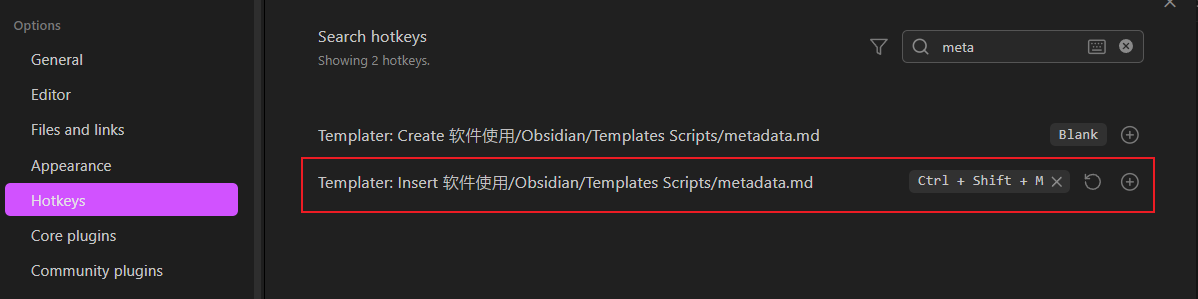 Options
General
Editor
Files and links
Appearance
Hotkeys
Core plugins
Community plugins
Search hotkeys
Showing 2 hotkeys.
meta
Templater: Create 软件使用/Obsidian/Templates Scripts/metadata.md
Blank
Templater: Insert 软件使用/Obsidian/Templates Scripts/metadata.md
Ctrl + Shift + M